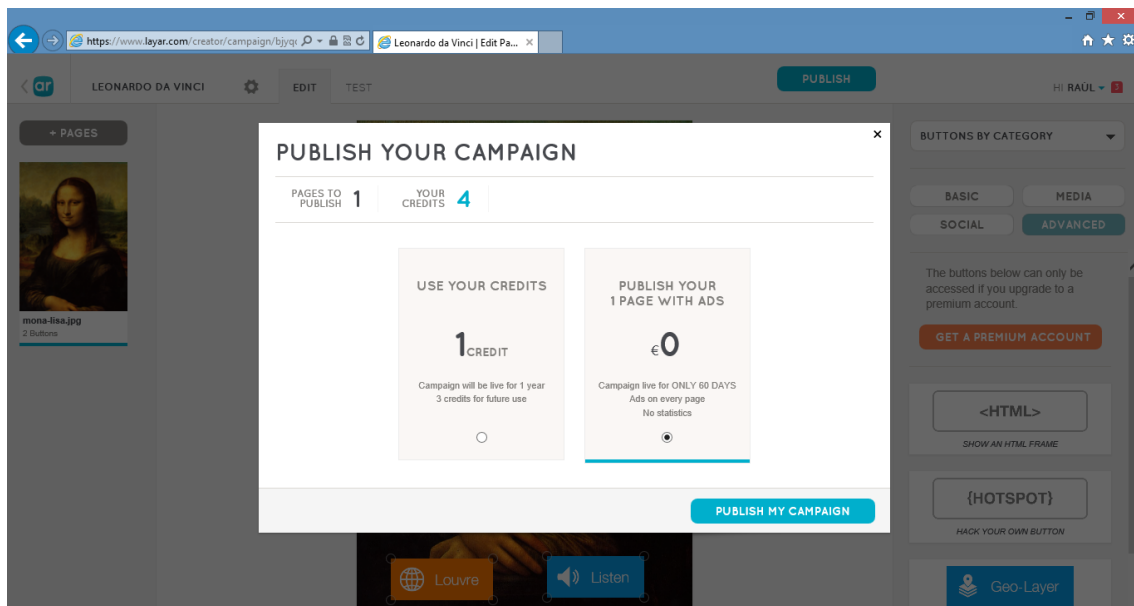 https://www.layar.com/creator/campaign/bjyq
Leonardo da Vinci | Edit Pa...
ar
LEONARDO DA VINCI
EDIT
TEST
PUBLISH
HI RAÜL
+ PAGES
mona-lisa.jpg
2 Buttons
PUBLISH YOUR CAMPAIGN
PAGES TO
PUBLISH 1
YOUR
CREDITS 4
USE YOUR CREDITS
1 CREDIT
Campaign will be live for 1 year
3 credits for future use
PUBLISH YOUR
1 PAGE WITH ADS
€0
Campaign live for ONLY 60 DAYS
Ads on every page
No statistics
PUBLISH MY CAMPAIGN
Louvre
Listen
BUTTONS BY CATEGORY
BASIC
MEDIA
SOCIAL
ADVANCED
The buttons below can only be
accessed if you upgrade to a
premium account.
GET A PREMIUM ACCOUNT
<HTML>
SHOW AN HTML FRAME
{HOTSPOT}
HACK YOUR OWN BUTTON
Geo-Layer